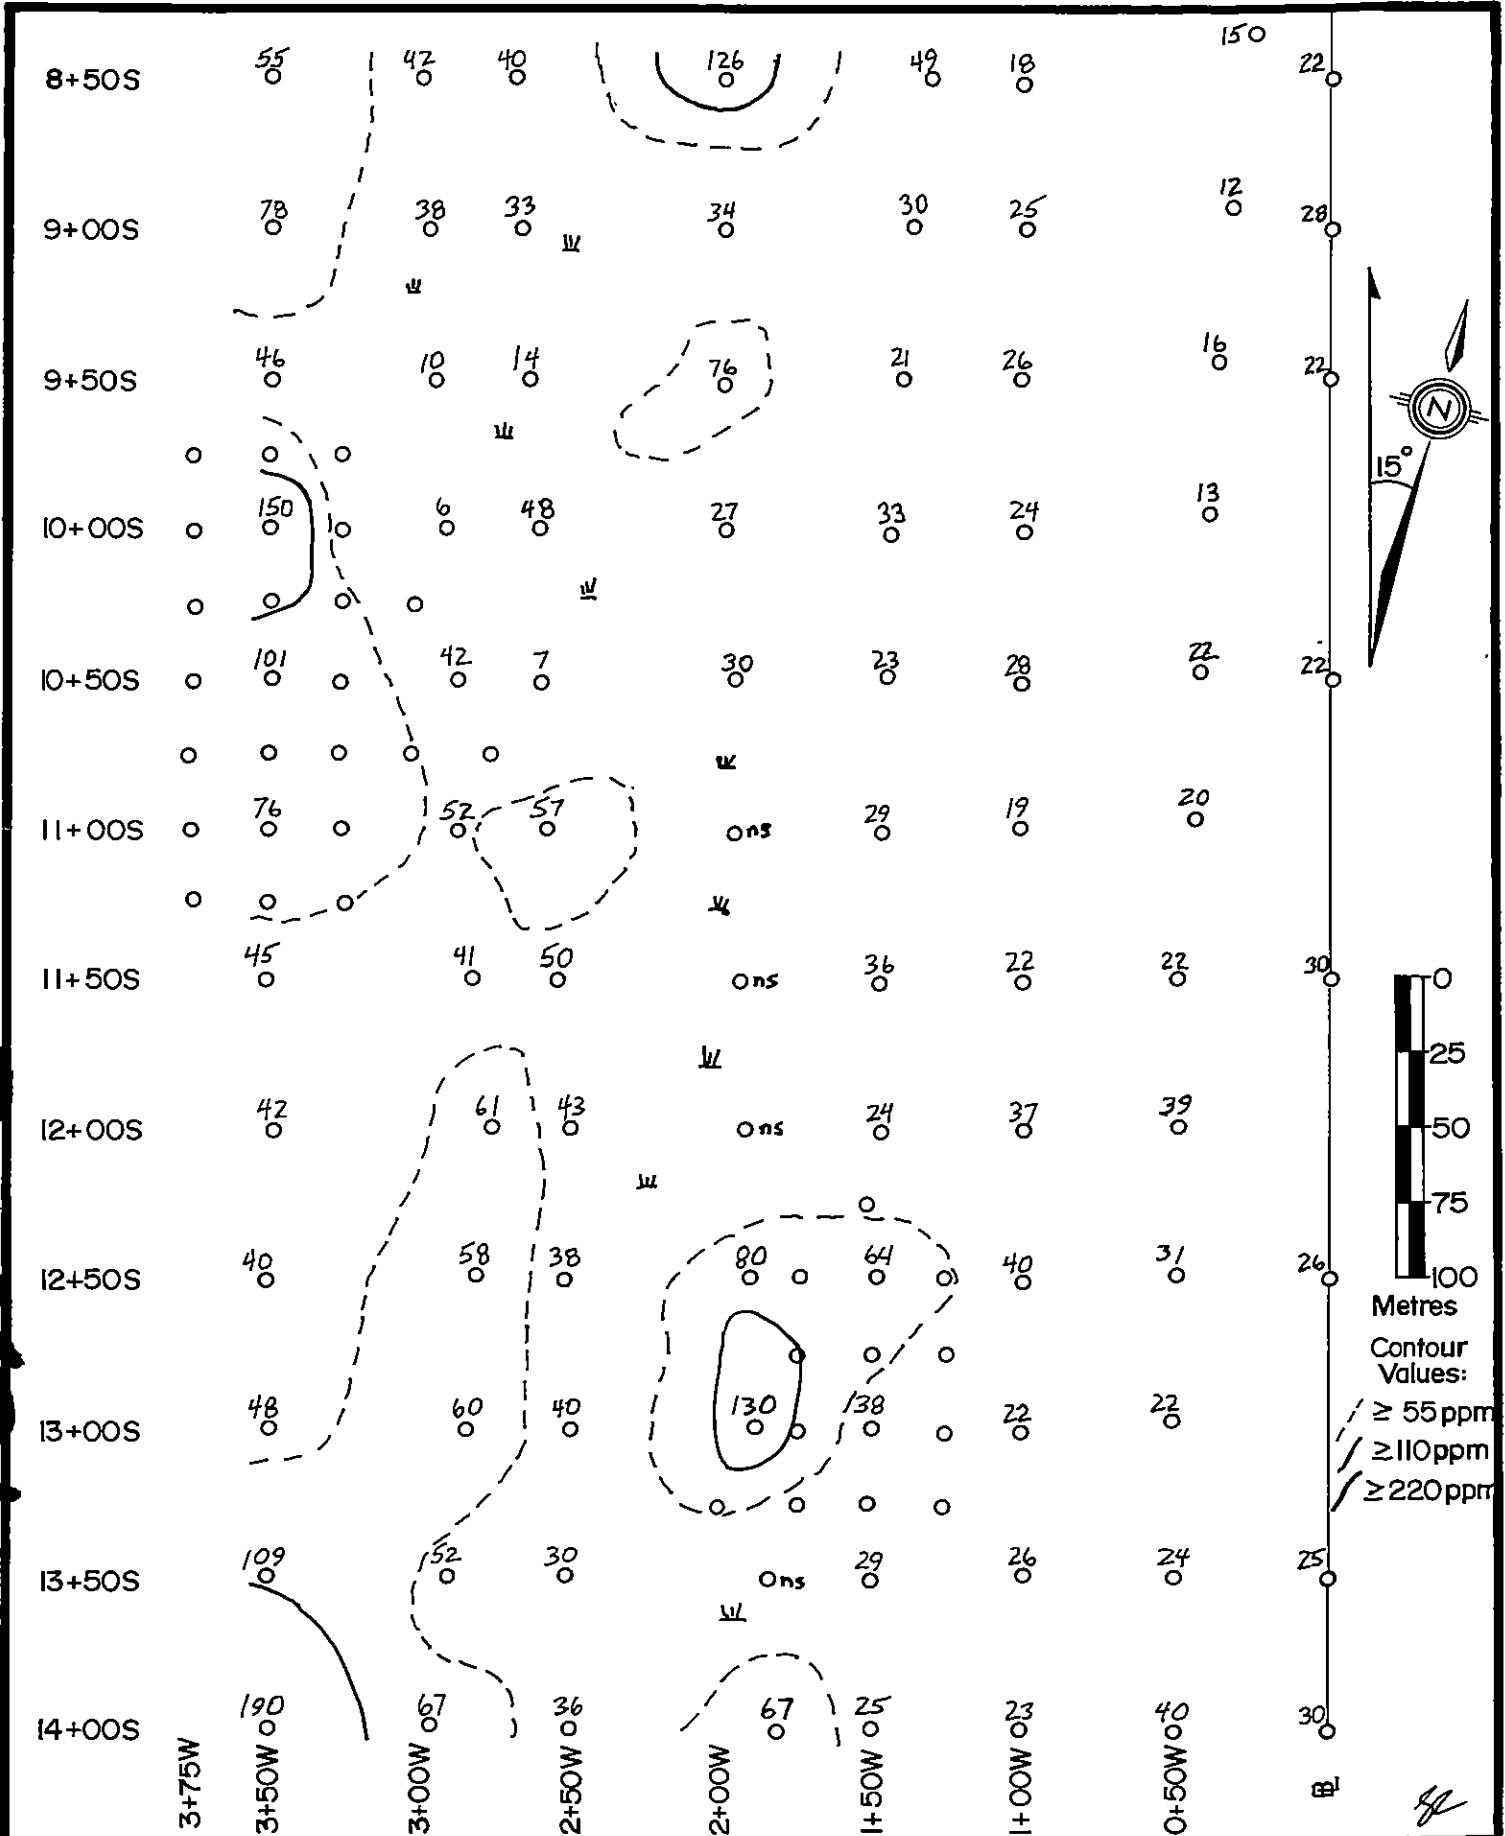 15
8+50S 55 42 40 126 49 18 22
12
9+00S 78 38 33 34 30 25 28
16
9+50S 46 10 14 76 21 26 22
N
15°
13
10+00S 150 6 48 27 33 24
10+50S 101 42 7 30 23 28 22 22
11+00S 76 52 57 ns 29 19 20
11+50S 45 41 50 ns 36 22 22 30
0
25
12+00S 42 61 43 ns 24 37 39
50
75
12+50S 40 58 38 80 64 40 31 26
100
Metres
Contour
Values:
≥ 55 ppm
≥110ppm
≥220ppm
13+00S 48 60 40 130 38 22 22
13+50S 109 52 30 ns 29 26 24 25
14+00S 190 67 36 67 25 23 40 30
3+75W 3+50W 3+00W 2+50W 2+00W 1+50W 1+00W 0+50W